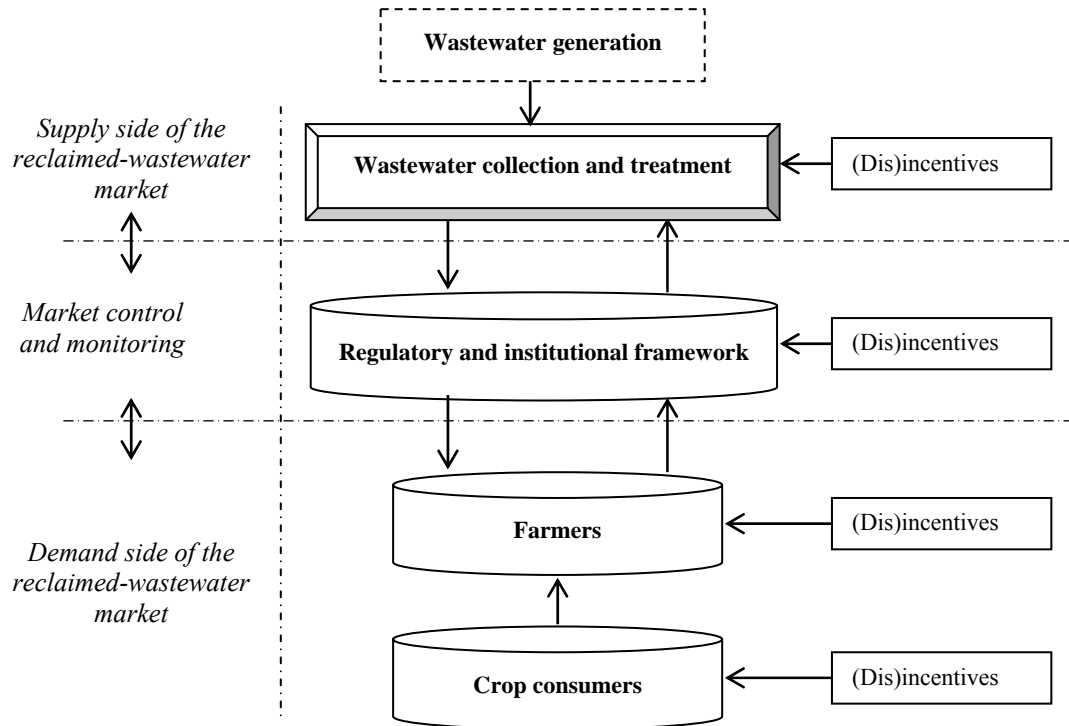 Wastewater generation
Supply side of the
reclaimed-wastewater
market
Wastewater collection and treatment
(Dis)incentives
Market control
and monitoring
Regulatory and institutional framework
(Dis)incentives
Demand side of the
reclaimed-wastewater
market
Farmers
(Dis)incentives
Crop consumers
(Dis)incentives